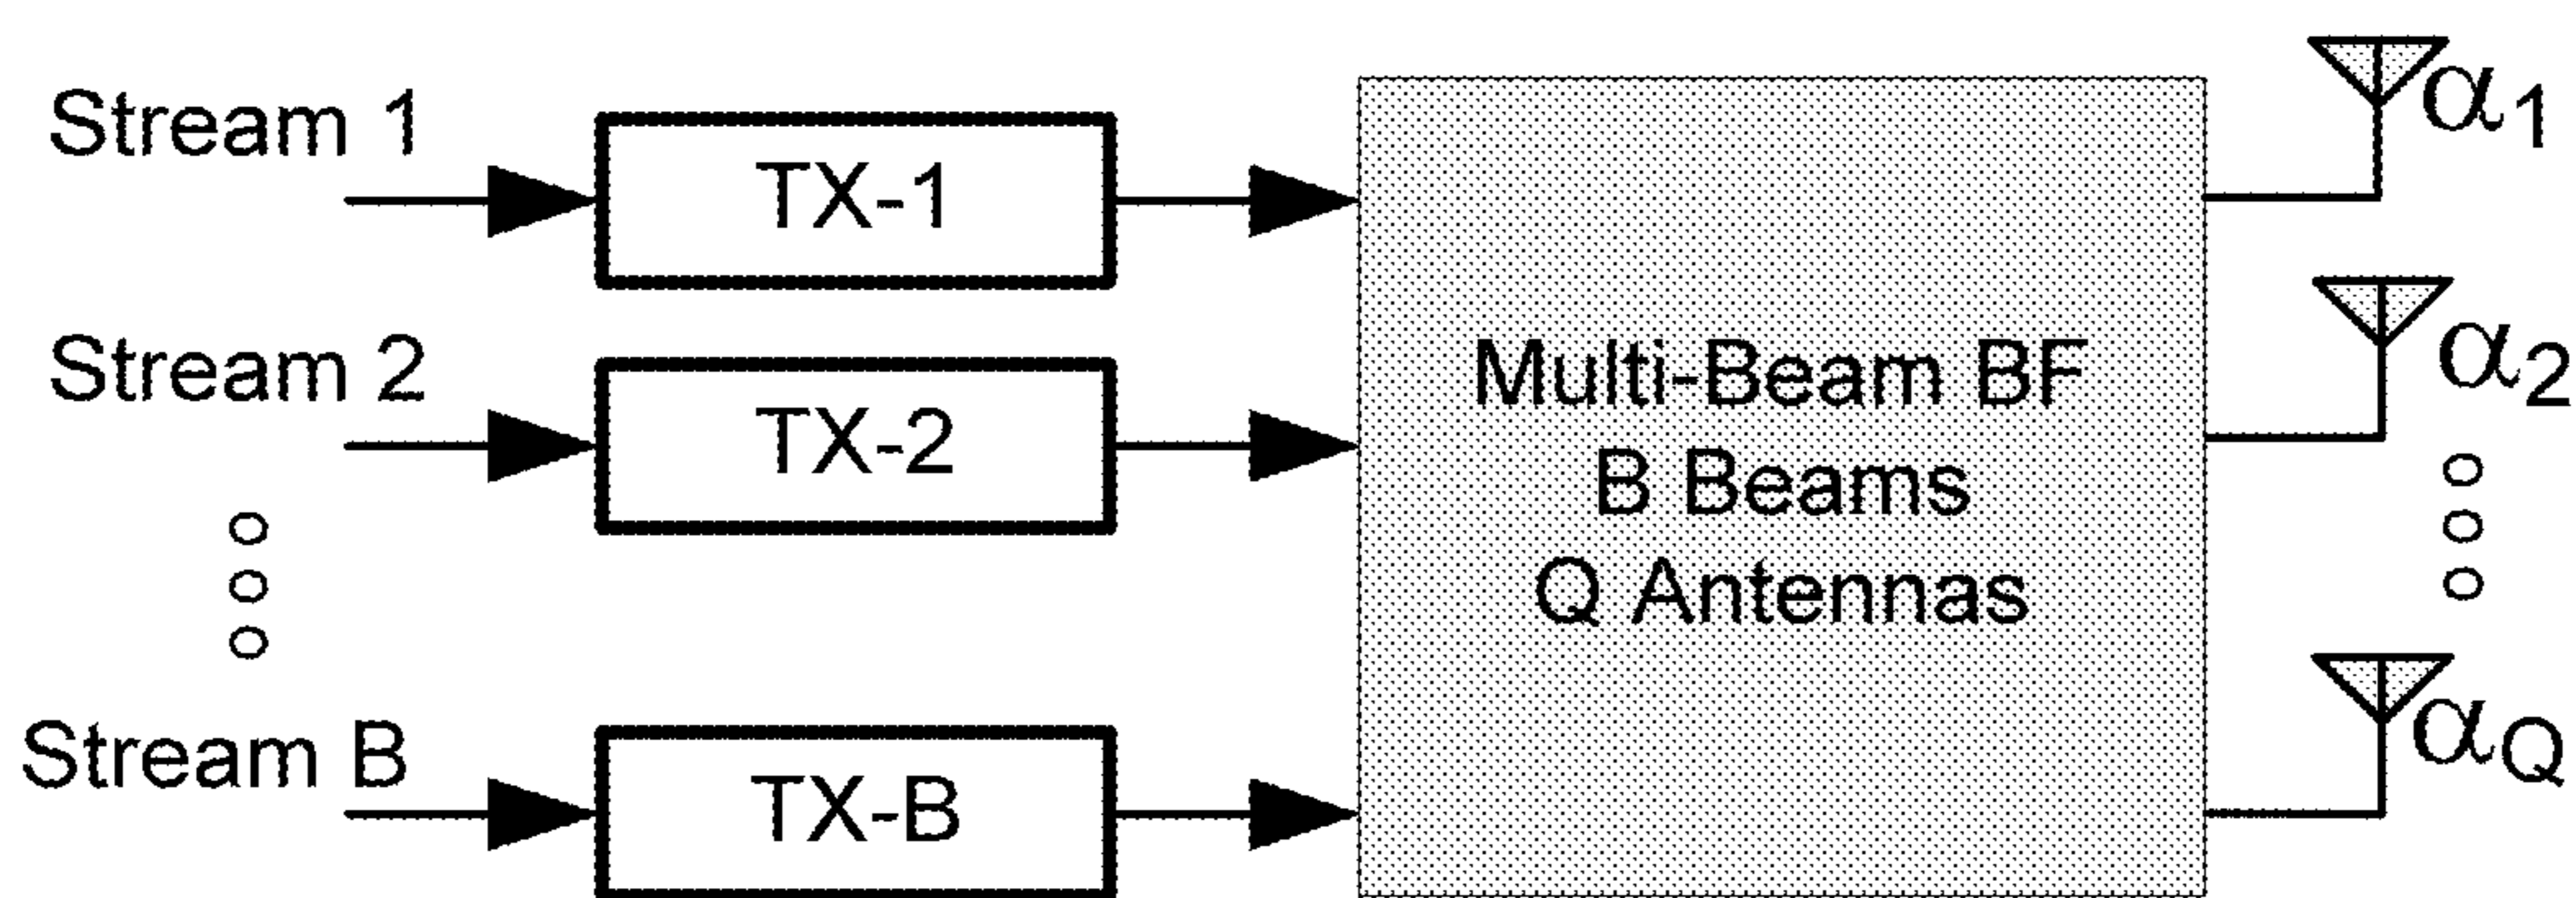 Stream 1
TX-1
α1
Stream 2
TX-2
α2
Multi-Beam BF
B Beams
Q Antennas
Stream B
TX-B
αQ